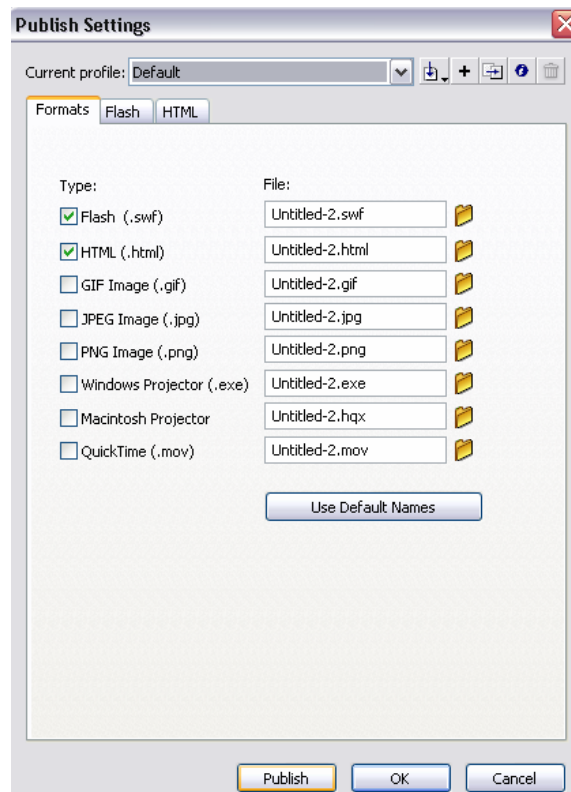 Publish Settings
Current profile: Default
Formats Flash HTML
Type: File:
Flash (.swf) Untitled-2.swf
HTML (.html) Untitled-2.html
GIF Image (.gif) Untitled-2.gif
JPEG Image (.jpg) Untitled-2.jpg
PNG Image (.png) Untitled-2.png
Windows Projector (.exe) Untitled-2.exe
Macintosh Projector Untitled-2.hqx
QuickTime (.mov) Untitled-2.mov
Use Default Names
Publish OK Cancel